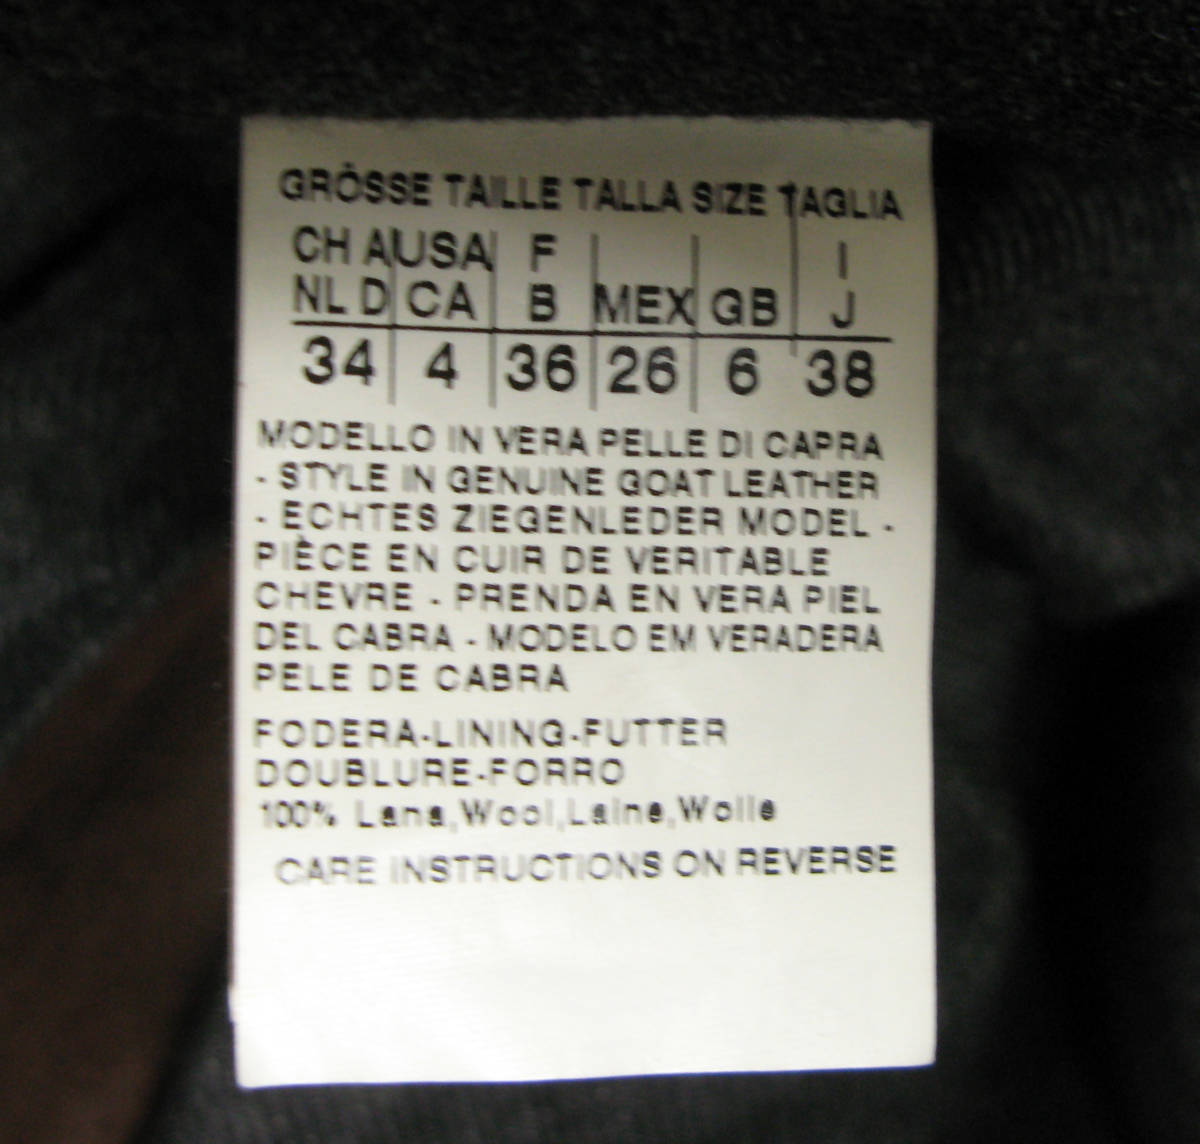 GRÖSSE TAILLE TALLA SIZE TAGLIA
CH A USA F I
NL D CA B MEX GB J
34 4 36 26 6 38
MODELLO IN VERA PELLE DI CAPRA
- STYLE IN GENUINE GOAT LEATHER
- ECHTES ZIEGENLEDER MODEL -
PIÈCE EN CUIR DE VERITABLE
CHEVRE - PRENDA EN VERA PIEL
DEL CABRA - MODELO EM VERADERA
PELE DE CABRA
FODERA-LINING-FUTTER
DOUBLURE-FORRO
100% Lana,Wool,Laine,Wolle
CARE INSTRUCTIONS ON REVERSE